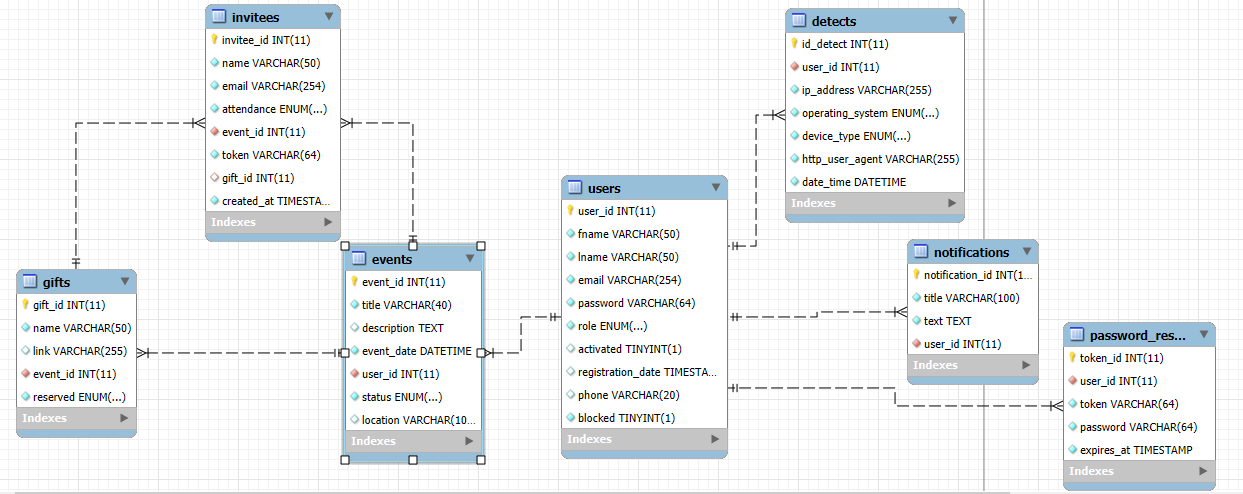 invitees
invitee_id INT(11)
name VARCHAR(50)
email VARCHAR(254)
attendance ENUM(...)
event_id INT(11)
token VARCHAR(64)
gift_id INT(11)
created_at TIMESTA...
Indexes
detects
id_detect INT(11)
user_id INT(11)
ip_address VARCHAR(255)
operating_system ENUM(...)
device_type ENUM(...)
http_user_agent VARCHAR(255)
date_time DATETIME
Indexes
users
user_id INT(11)
fname VARCHAR(50)
lname VARCHAR(50)
email VARCHAR(254)
password VARCHAR(64)
role ENUM(...)
activated TINYINT(1)
registration_date TIMESTA...
phone VARCHAR(20)
blocked TINYINT(1)
Indexes
notifications
notification_id INT(1...
title VARCHAR(100)
text TEXT
user_id INT(11)
Indexes
events
event_id INT(11)
title VARCHAR(40)
description TEXT
event_date DATETIME
user_id INT(11)
status ENUM(...)
location VARCHAR(10...
Indexes
gifts
gift_id INT(11)
name VARCHAR(50)
link VARCHAR(255)
event_id INT(11)
reserved ENUM(...)
Indexes
password_res...
token_id INT(11)
user_id INT(11)
token VARCHAR(64)
password VARCHAR(64)
expires_at TIMESTAMP
Indexes